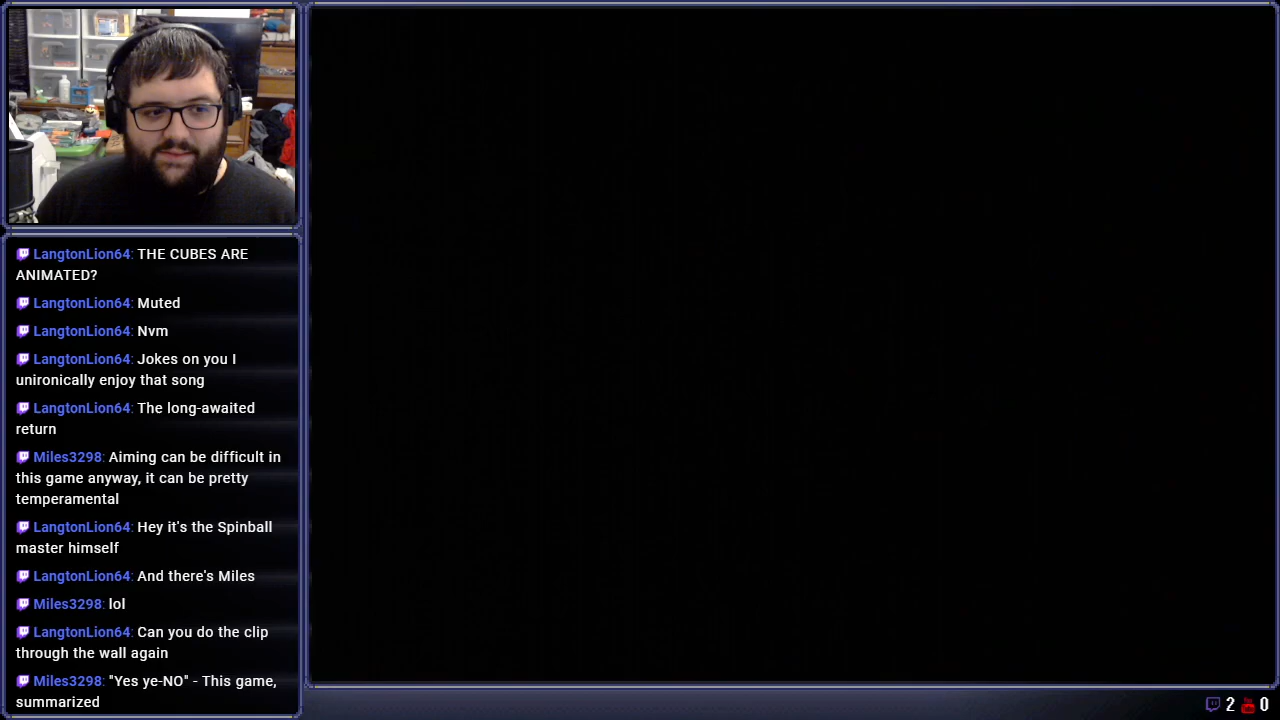 LangtonLion64: THE CUBES ARE
ANIMATED?
LangtonLion64: Muted
LangtonLion64: Nvm
LangtonLion64: Jokes on you I
unironically enjoy that song
LangtonLion64: The long-awaited
return
Miles3298: Aiming can be difficult in
this game anyway, it can be pretty
temperamental
LangtonLion64: Hey it's the Spinball
master himself
LangtonLion64: And there's Miles
Miles3298: lol
LangtonLion64: Can you do the clip
through the wall again
Miles3298: "Yes ye-NO" - This game,
summarized
2 0